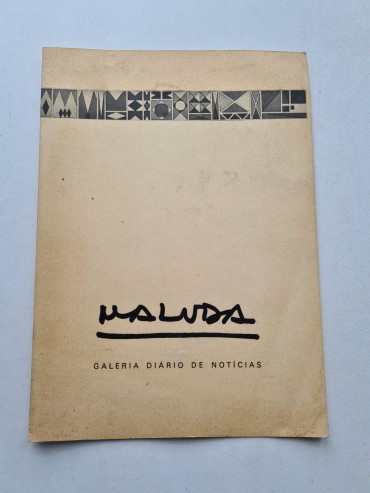 MALUDA
GALERIA DIÁRIO DE NOTÍCIAS